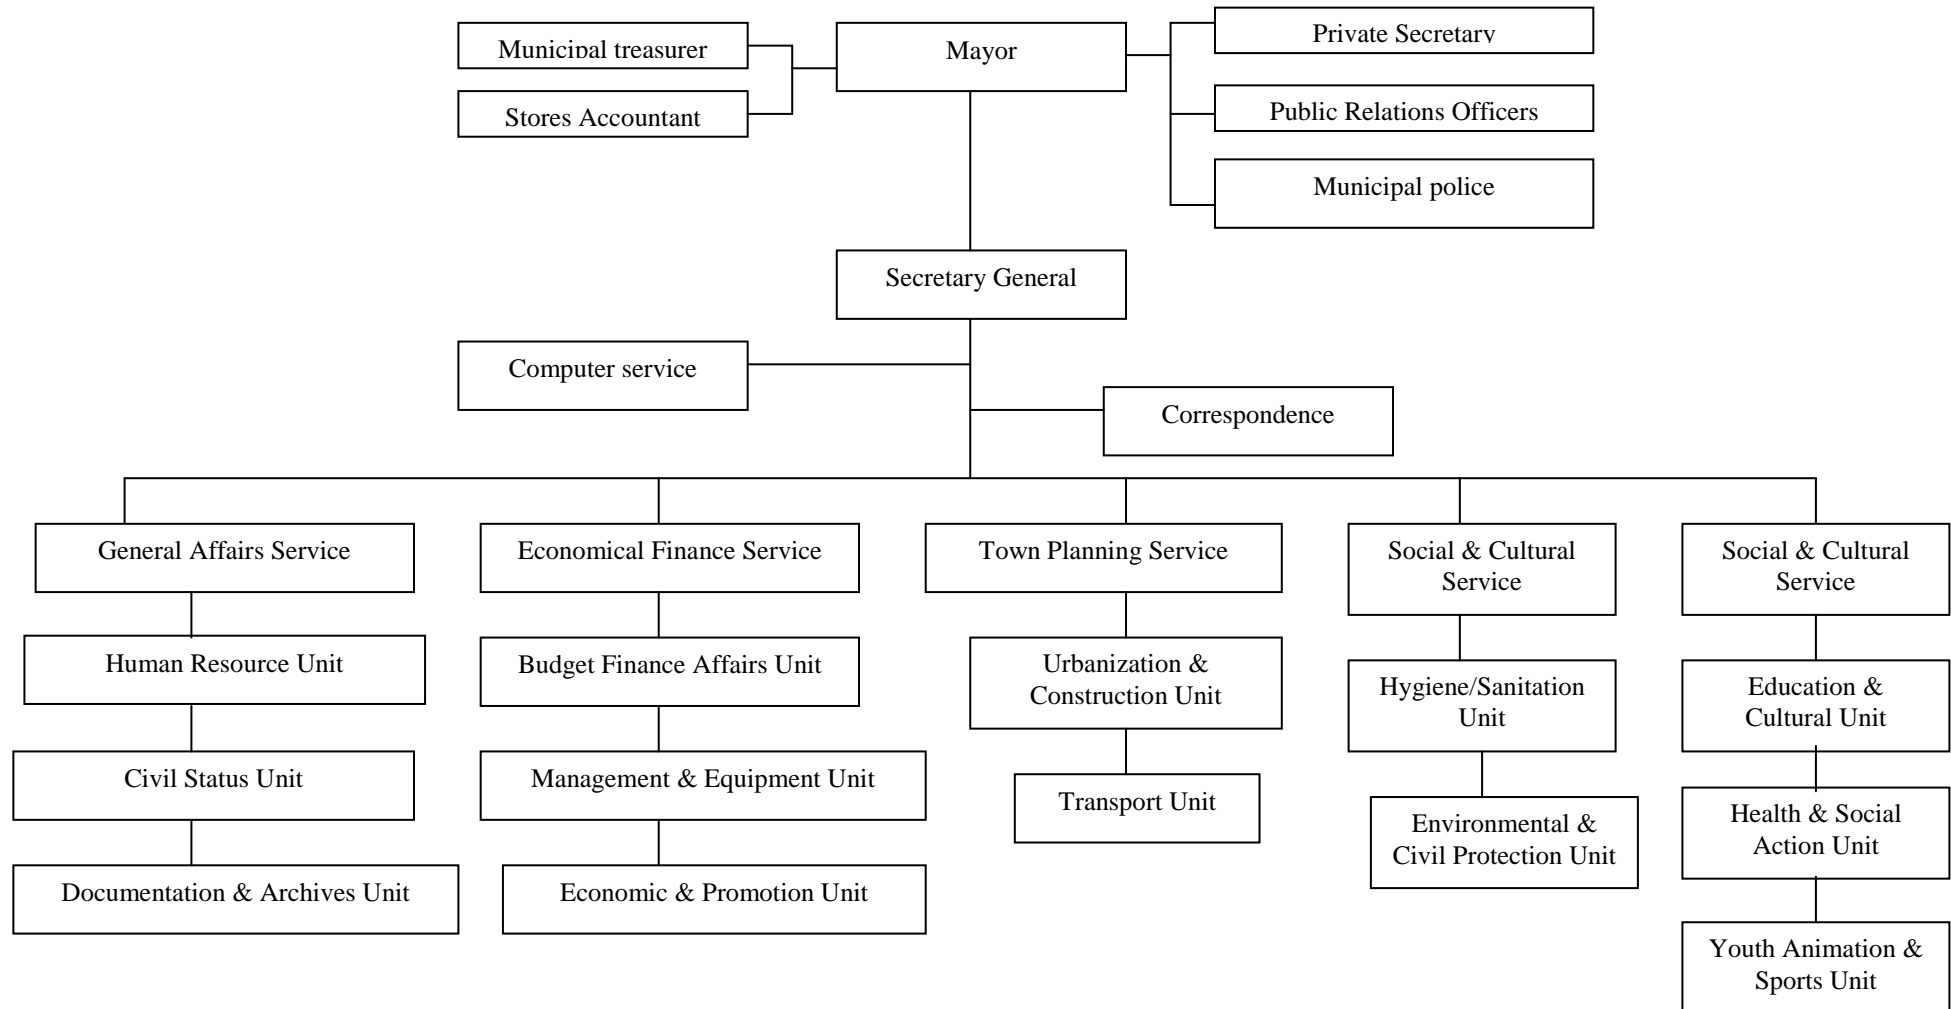 Municipal treasurer
Stores Accountant
Mayor
Private Secretary
Public Relations Officers
Municipal police
Secretary General
Computer service
Correspondence
General Affairs Service
Human Resource Unit
Civil Status Unit
Documentation & Archives Unit
Economical Finance Service
Budget Finance Affairs Unit
Management & Equipment Unit
Economic & Promotion Unit
Town Planning Service
Urbanization &
Construction Unit
Transport Unit
Social & Cultural
Service
Hygiene/Sanitation
Unit
Environmental &
Civil Protection Unit
Social & Cultural
Service
Education &
Cultural Unit
Health & Social
Action Unit
Youth Animation &
Sports Unit